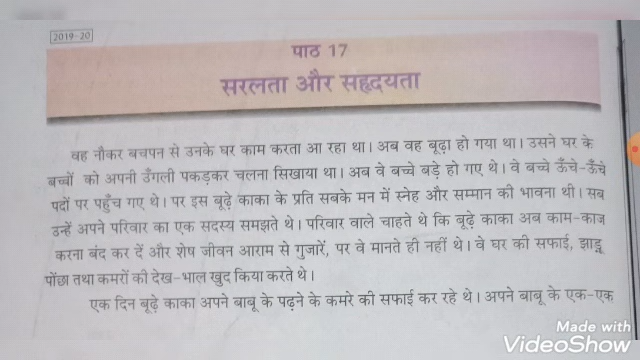 2019-20
पाठ 17
सरलता और सहृदयता
वह नौकर बचपन से उनके घर काम करता आ रहा था। अब वह बूढ़ा हो गया था। उसने घर के
बच्चों को अपनी उँगली पकड़कर चलना सिखाया था। अब वे बच्चे बड़े हो गए थे। वे बच्चे ऊँचे-ऊँचे
पदों पर पहुँच गए थे। पर इस बूढ़े काका के प्रति सबके मन में स्नेह और सम्मान की भावना थी। सब
उन्हें अपने परिवार का एक सदस्य समझते थे। परिवार वाले चाहते थे कि बूढ़े काका अब काम-काज
करना बंद कर दें और शेष जीवन आराम से गुजारें, पर वे मानते ही नहीं थे। वे घर की सफाई, झाड़ू
पोंछा तथा कमरों की देख-भाल खुद किया करते थे।
एक दिन बूढ़े काका अपने बाबू के पढ़ने के कमरे की सफाई कर रहे थे। अपने बाबू के एक-एक
Made with
VideoShow